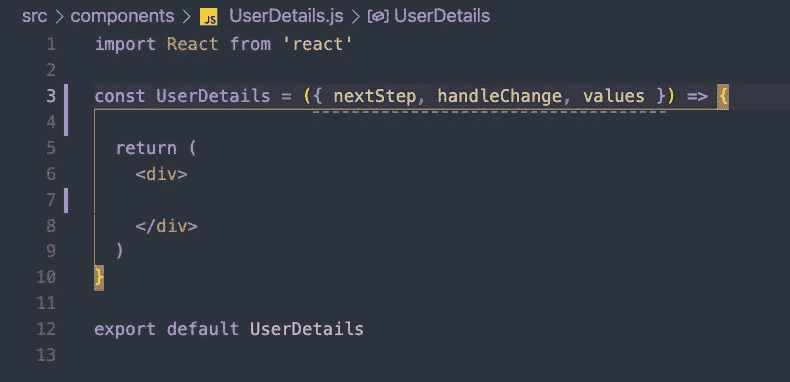 src > components > JS UserDetails.js > UserDetails
1 import React from 'react'
2
3 const UserDetails = ({ nextStep, handleChange, values }) => {
4
5 return (
6 <div>
7
8 </div>
9 )
10 }
11
12 export default UserDetails
13